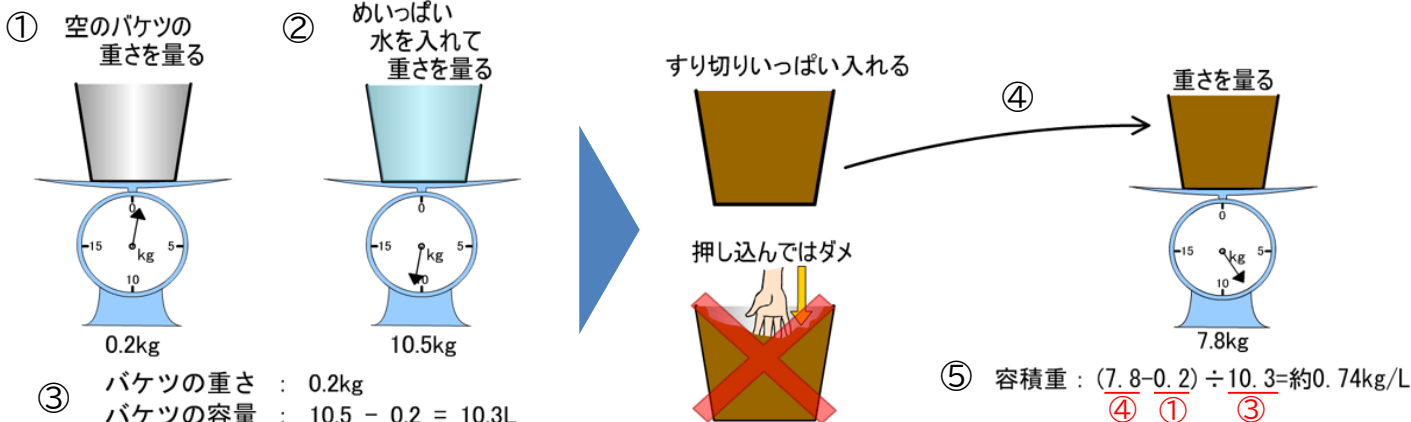 ①
空のバケツの
重さを量る
0
15
5
kg
10
0.2kg
②
めいっぱい
水を入れて
重さを量る
0
15
5
kg
10
10.5kg
③
バケツの重さ : 0.2kg
バケツの容量 : 10.5 - 0.2 = 10.3L
すり切りいっぱい入れる
④
押し込んではダメ
重さを量る
0
15
5
kg
10
7.8kg
⑤ 容積重:(7.8-0.2)÷10.3=約0.74kg/L
④ ① ③